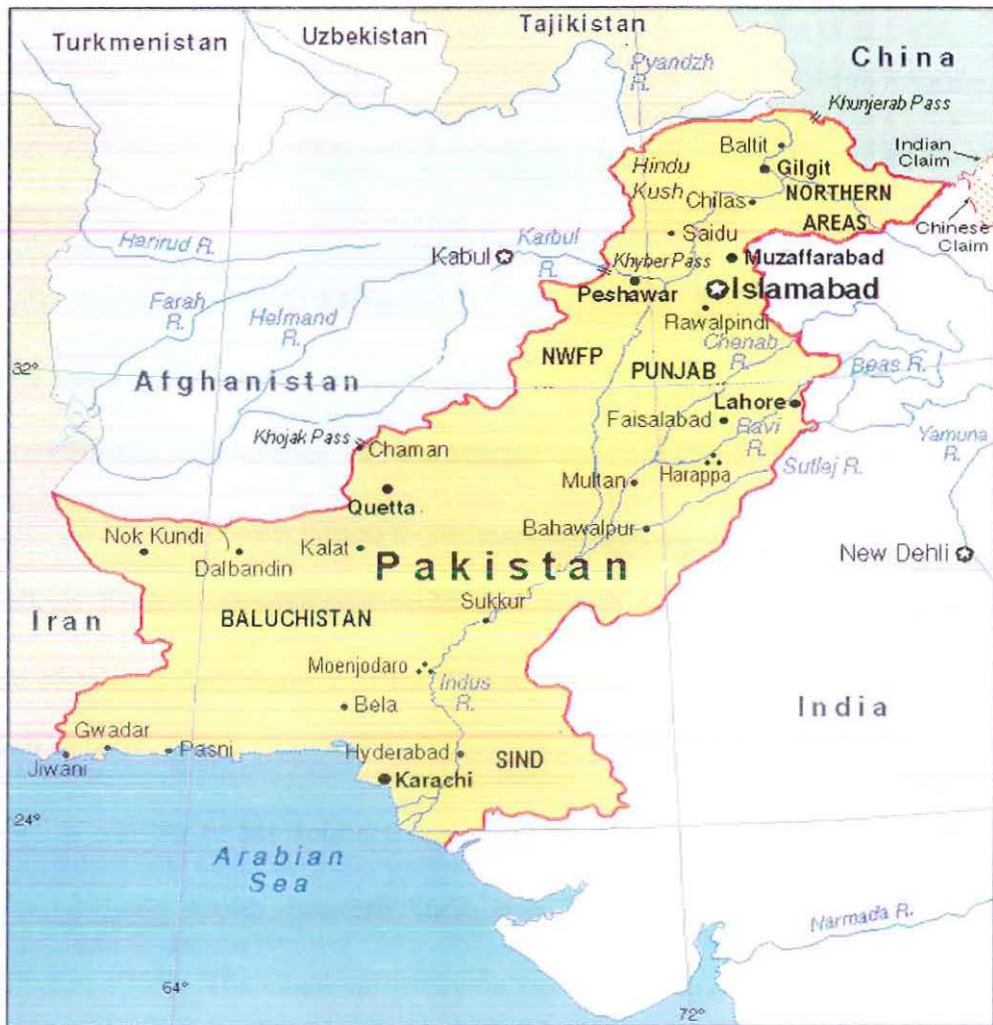 Tajikistan
Turkmenistan
Uzbekistan
China
Pyandzh
R.
Khunjerab Pass
Baltit
Indian
Claim
Hindu
Kush
Gilgit
NORTHERN
AREAS
Chilas
Chinese
Claim
Harirud R.
Kabul
Karbul
R.
Saidu
Khyber Pass
Muzaffarabad
Peshawar
Islamabad
Farah
R.
Helmand
R.
Rawalpindi
Chenab
R.
32°
NWFP
PUNJAB
Beas R.
Afghanistan
Lahore
Faisalabad
Ravi
R.
Yamuna
R.
Khojak Pass
Chaman
Harappa
Sutlej R.
Multan
Quetta
Bahawalpur
Nok Kundi
Kalat
Dalbandin
Pakistan
New Dehli
Iran
BALUCHISTAN
Sukkur
Moenjodaro
Indus
R.
Bela
India
Gwadar
Pasni
Hyderabad
SIND
Jiwani
Karachi
24°
Arabian
Sea
Narmada R.
64°
72°